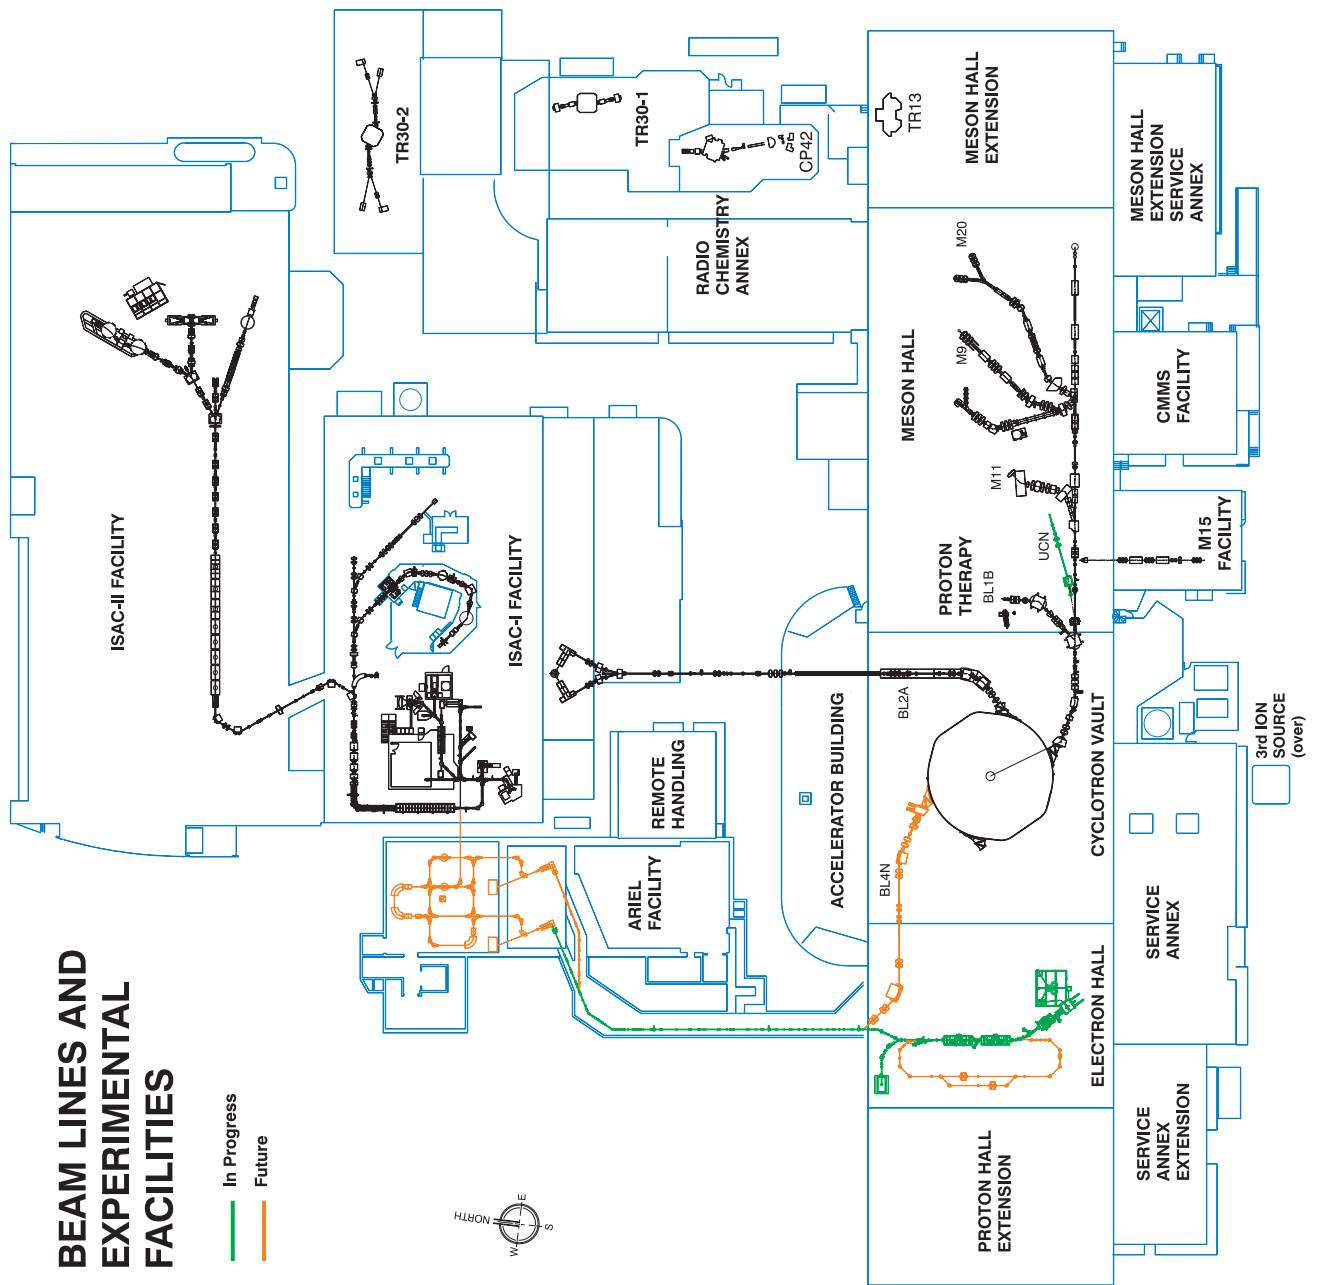 BEAM LINES AND
EXPERIMENTAL
FACILITIES
In Progress
Future
NORTH
E
S
W
ISAC-II FACILITY
ISAC-I FACILITY
TR30-2
TR30-1
CP42
TR13
RADIO
CHEMISTRY
ANNEX
MESON HALL
EXTENSION
MESON HALL
EXTENSION
SERVICE
ANNEX
MESON HALL
M20
M9
M11
CMMS
FACILITY
M15
FACILITY
UCN
PROTON
THERAPY
BL1B
BL2A
REMOTE
HANDLING
ACCELERATOR BUILDING
CYCLOTRON VAULT
3rd ION
SOURCE
(over)
ARIEL
FACILITY
BL4N
SERVICE
ANNEX
ELECTRON HALL
PROTON HALL
EXTENSION
SERVICE
ANNEX
EXTENSION